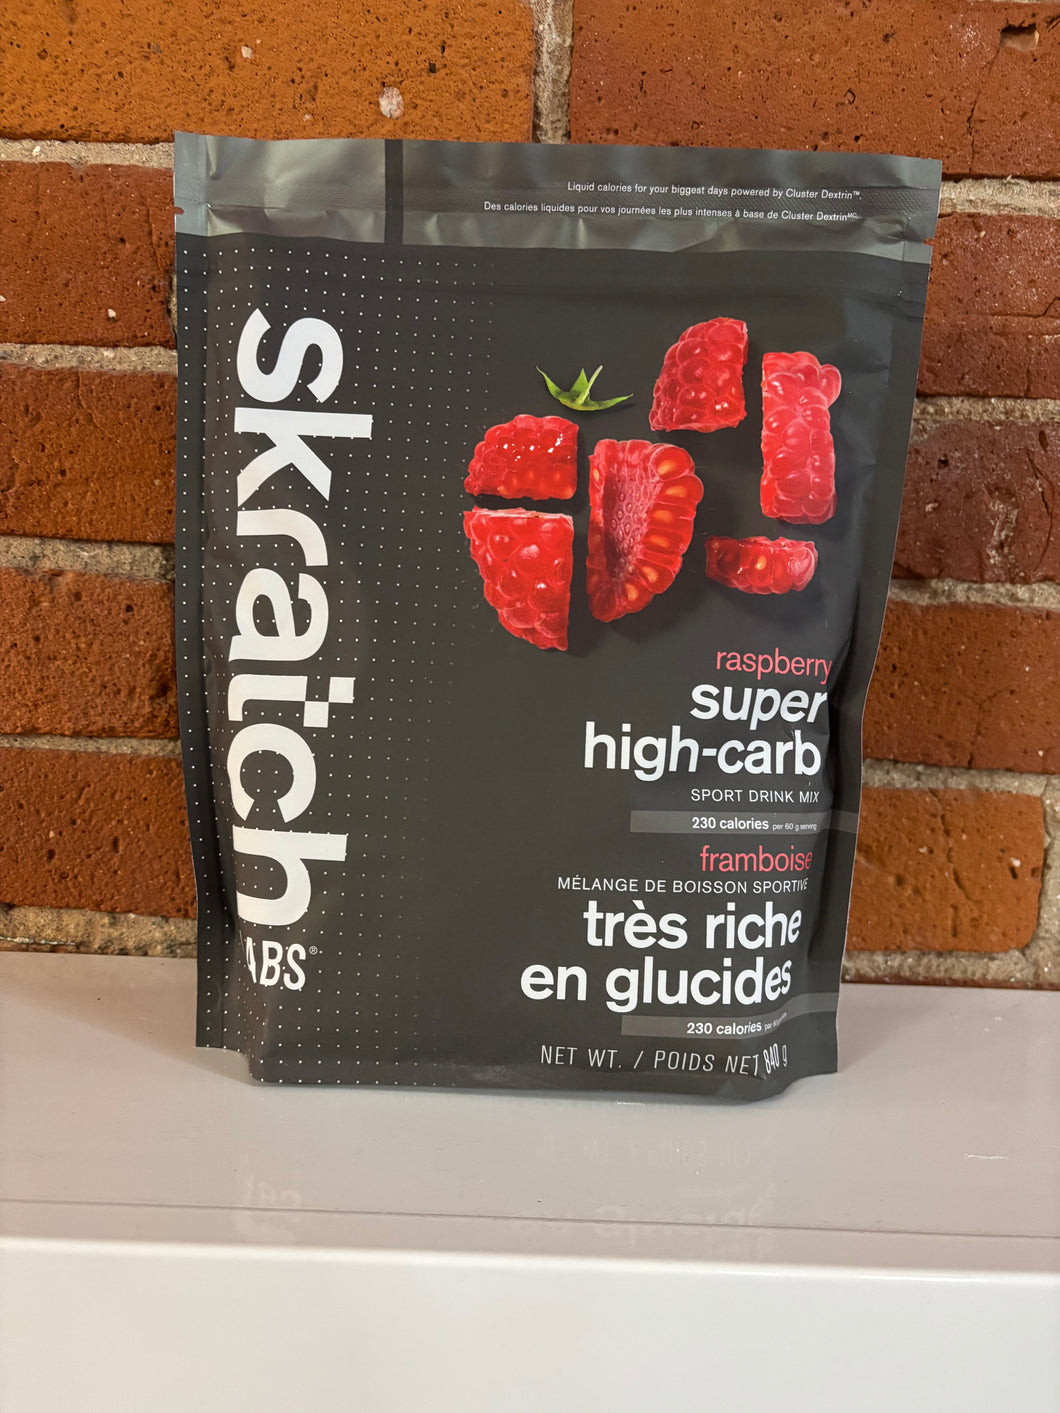 Liquid calories for your biggest days powered by Cluster Dextrin™.
Des calories liquides pour vos journées les plus intenses à base de Cluster Dextrinᴹᶜ.
skratch
LABS®
raspberry
super
high-carb
SPORT DRINK MIX
230 calories per 60 g serving
framboise
MÉLANGE DE BOISSON SPORTIVE
très riche
en glucides
230 calories
NET WT. / POIDS NET 840 g